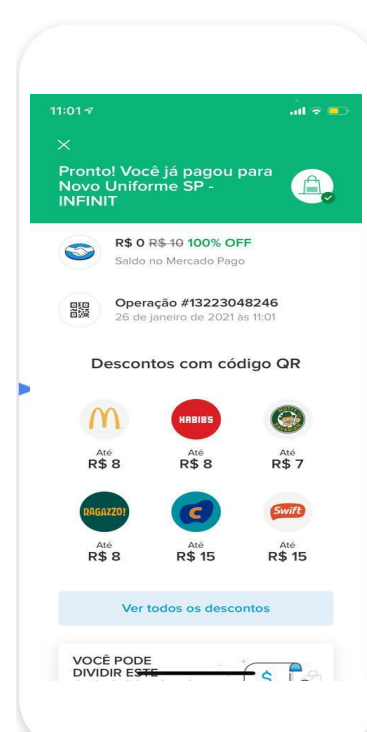 11:01
Pronto! Você já pagou para
Novo Uniforme SP -
INFINIT
R$ 0 R$ 10 100% OFF
Saldo no Mercado Pago
Operação #13223048246
26 de janeiro de 2021 às 11:01
Descontos com código QR
HABIB'S
Até Até Até
R$ 8 R$ 8 R$ 7
RAGAZZO! C Swift
Até Até Até
R$ 8 R$ 15 R$ 15
Ver todos os descontos
VOCÊ PODE
DIVIDIR ESTE
$